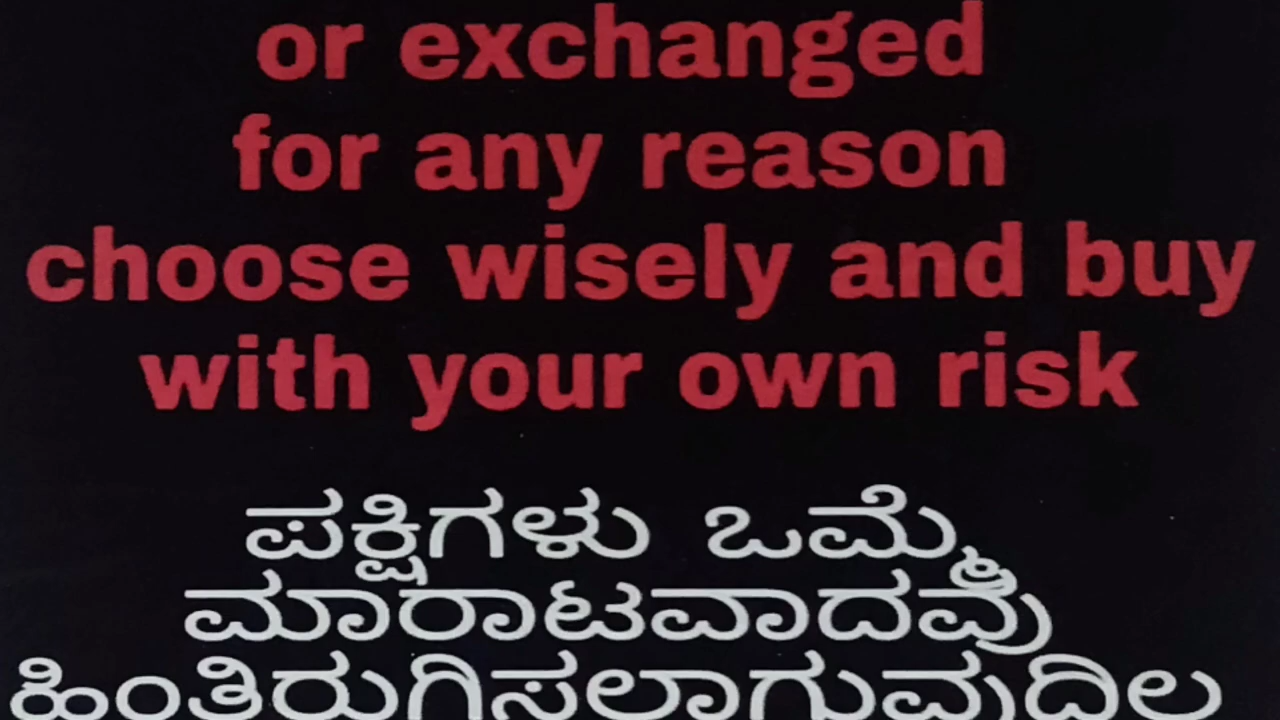 or exchanged
for any reason
choose wisely and buy
with your own risk
ಪಕ್ಷಿಗಳು ಒಮ್ಮೆ
ಮಾರಾಟವಾದವು
ಹಿಂತಿರುಗಿಸಲಾಗುವುದಿಲ